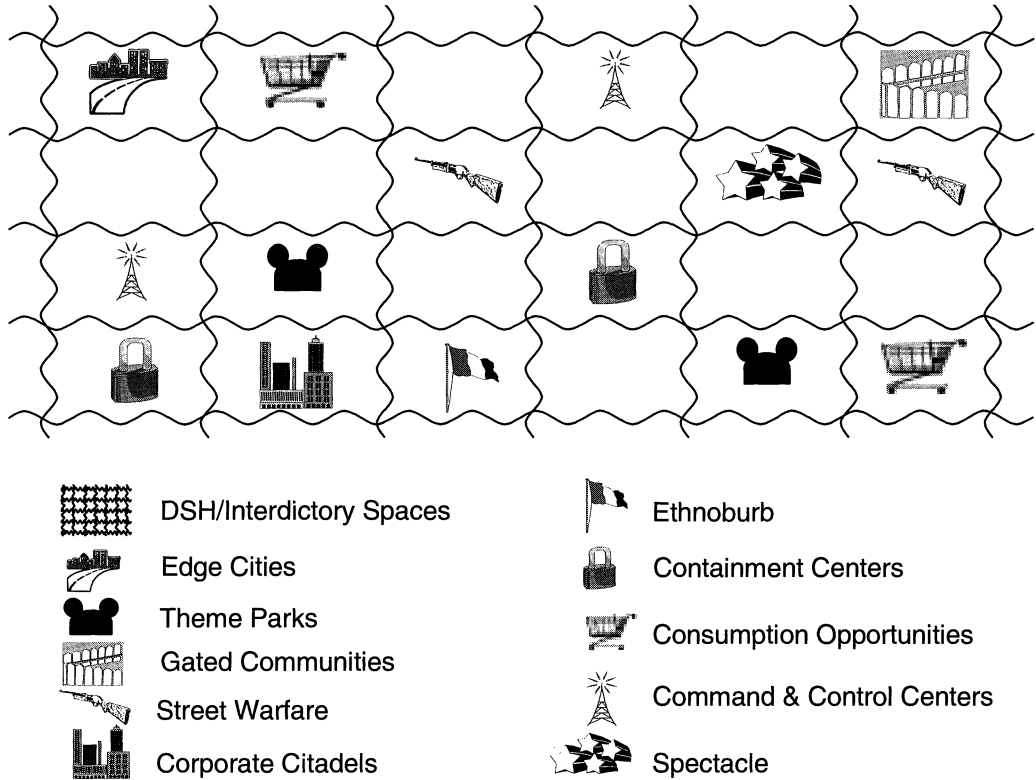 DSH/Interdictory Spaces
Edge Cities
Theme Parks
Gated Communities
Street Warfare
Corporate Citadels
Ethnoburb
Containment Centers
Consumption Opportunities
Command & Control Centers
Spectacle